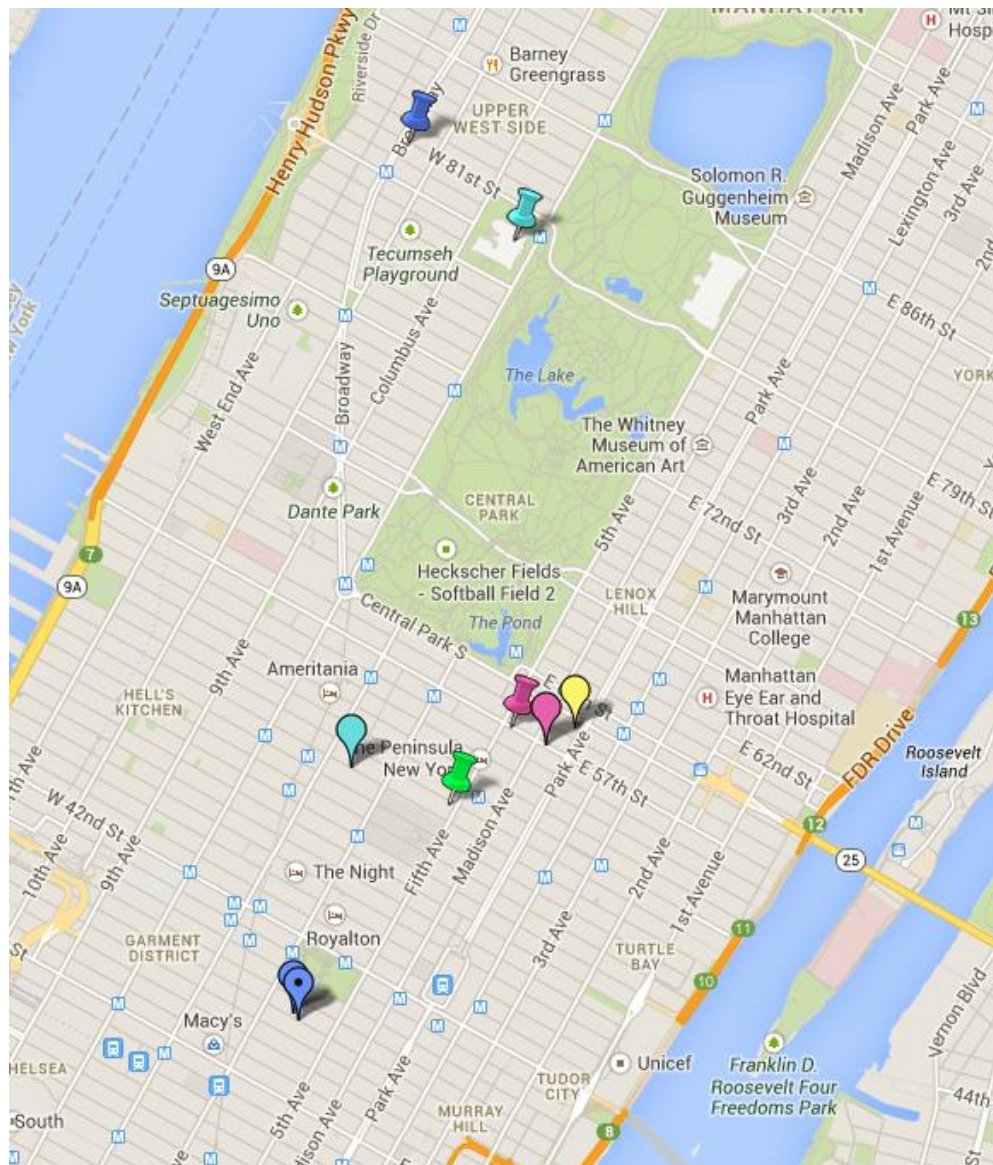 MANHATTAN
Mt Si
Hosp
Barney
Greengrass
Riverside Dr
Henry Hudson Pkwy
UPPER
WEST SIDE
Madison Ave
Park Ave
W 81st St
Solomon R.
Guggenheim
Museum
Lexington Ave
3rd Ave
2nd
Tecumseh
Playground
9A
Septuagesimo
Uno
E 86th St
Columbus Ave
Broadway
West End Ave
The Lake
YORK
Park Ave
The Whitney
Museum of
American Art
CENTRAL
PARK
Dante Park
E 79th St
E 72nd St
3rd Ave
2nd Ave
1st Avenue
5th Ave
7
9A
Heckscher Fields
- Softball Field 2
LENOX
HILL
Marymount
Manhattan
College
Central Park S
The Pond
13
9th Ave
Ameritania
HELL'S
KITCHEN
Manhattan
Eye Ear and
Throat Hospital
FDR Drive
Roosevelt
Island
Peninsula
New
E 62nd St
E 57th St
Park Ave
W 42nd St
12
25
10th Ave
9th Ave
The Night
Fifth Ave
Madison Ave
2nd Ave
1st Avenue
Royalton
GARMENT
DISTRICT
3rd Ave
TURTLE
BAY
11
10
Macy's
Vernon Blvd
HELSEA
Unicef
Franklin D.
Roosevelt Four
Freedoms Park
TUDOR
CITY
5th Ave
Park Ave
44th
South
MURRAY
HILL
8
St